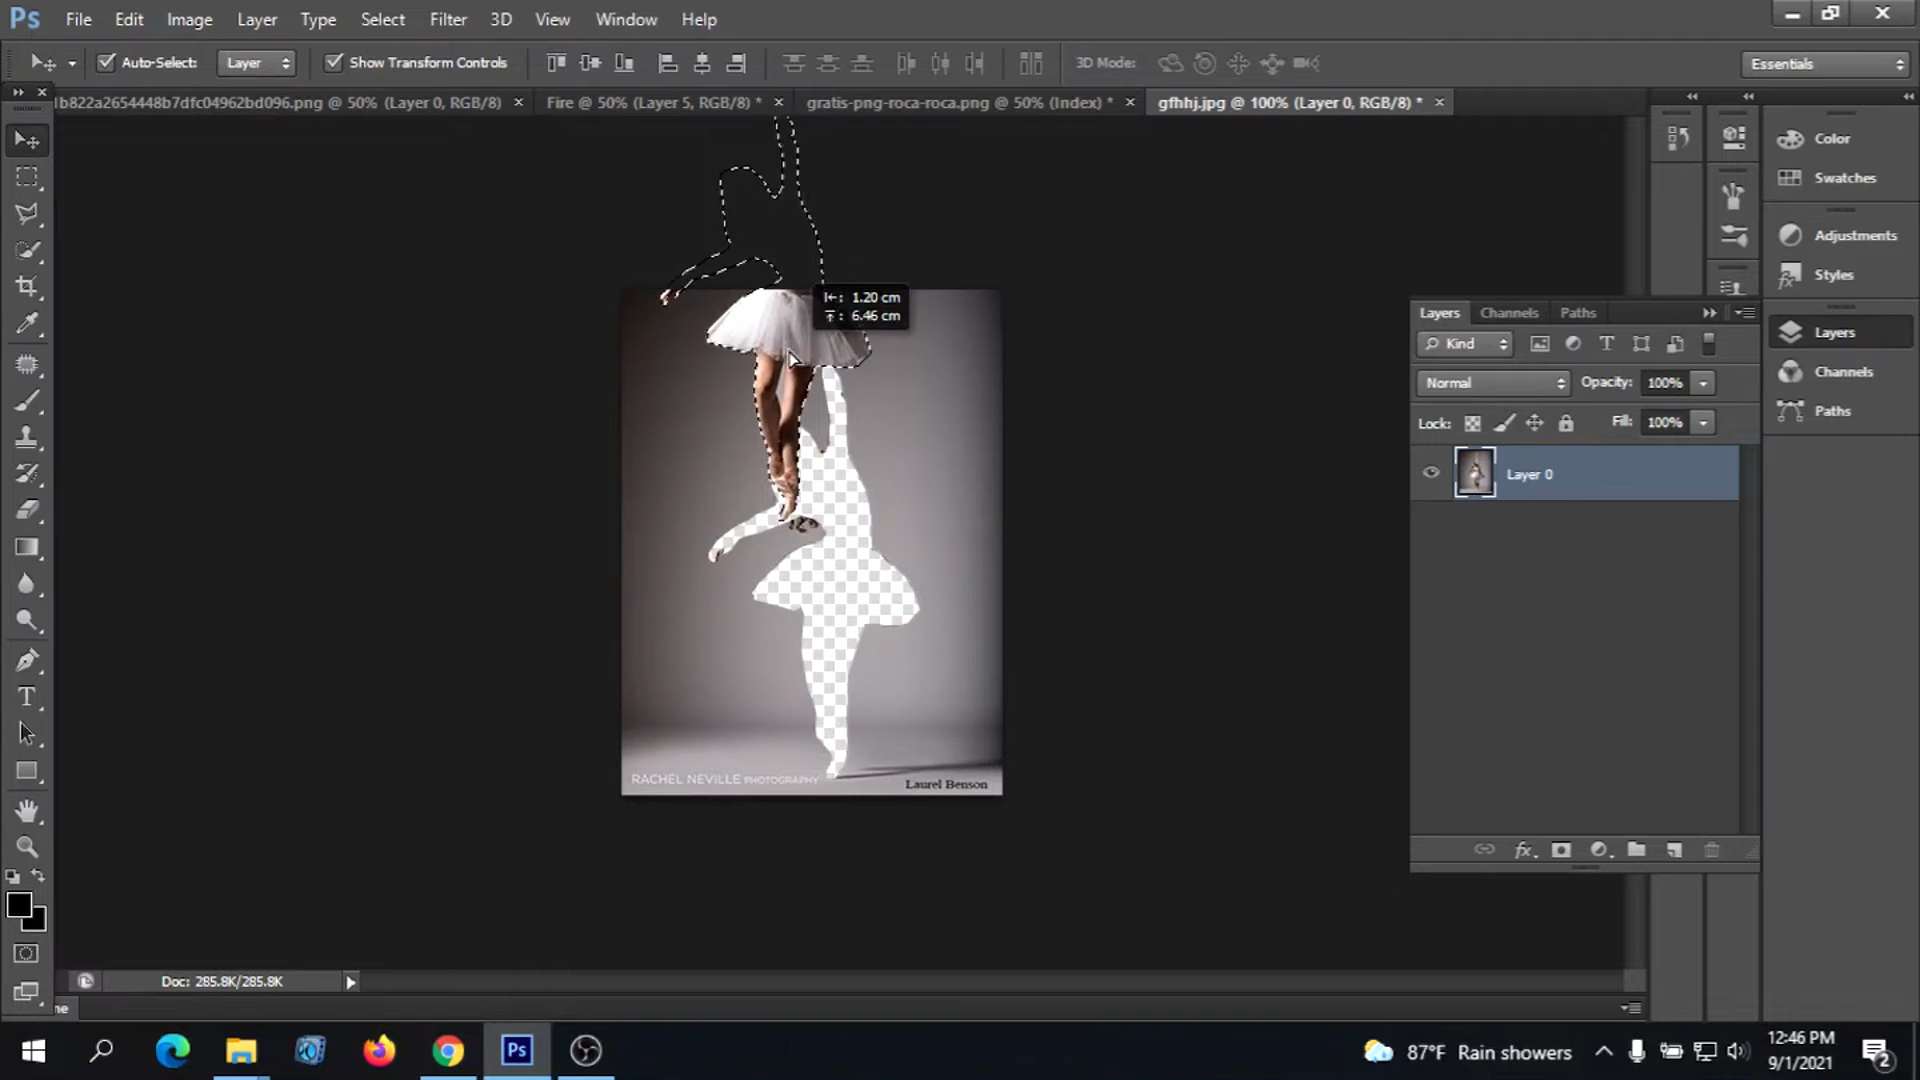 Ps File Edit Image Layer Type Select Filter 3D View Window Help
Auto-Select: Layer Show Transform Controls 3D Mode: Essentials
1b822a2654448b7dfc04962bd096.png @ 50% (Layer 0, RGB/8) * × Fire @ 50% (Layer 5, RGB/8) * × gratis-png-roca-roca.png @ 50% (Index) * × gfhhj.jpg @ 100% (Layer 0, RGB/8) * ×
Color
Swatches
Adjustments
Styles
Layers
Channels
Paths
1.20 cm
6.46 cm
Layers Channels Paths
Kind
Normal Opacity: 100%
Lock: Fill: 100%
Layer 0
RACHEL NEVILLE PHOTOGRAPHY
Laurel Benson
fx
Doc: 285.8K/285.8K
ne
Ps
87°F Rain showers
12:46 PM
9/1/2021
2